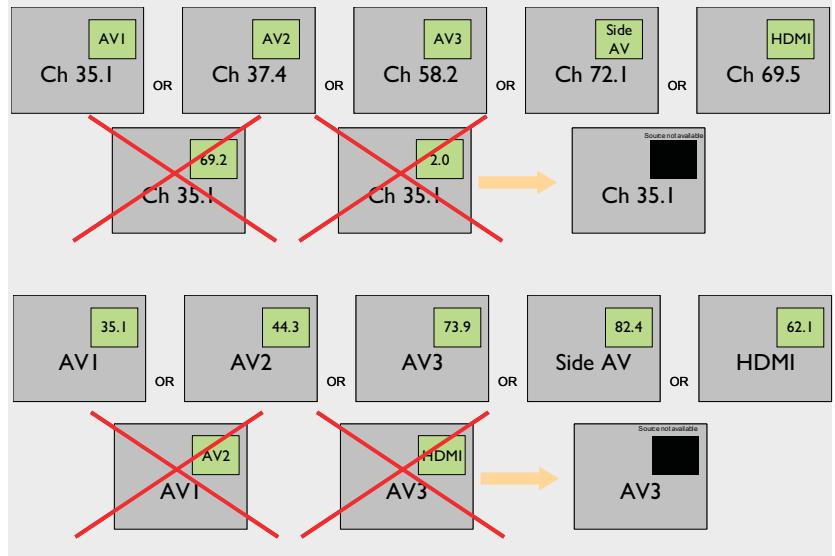 AV1
Ch 35.1
OR
AV2
Ch 37.4
OR
AV3
Ch 58.2
OR
Side
AV
Ch 72.1
OR
HDMI
Ch 69.5
69.2
Ch 35.1
2.0
Ch 35.1
Source not available
Ch 35.1
35.1
AV1
OR
44.3
AV2
OR
73.9
AV3
OR
82.4
Side AV
OR
62.1
HDMI
AV2
AV1
HDMI
AV3
Source not available
AV3